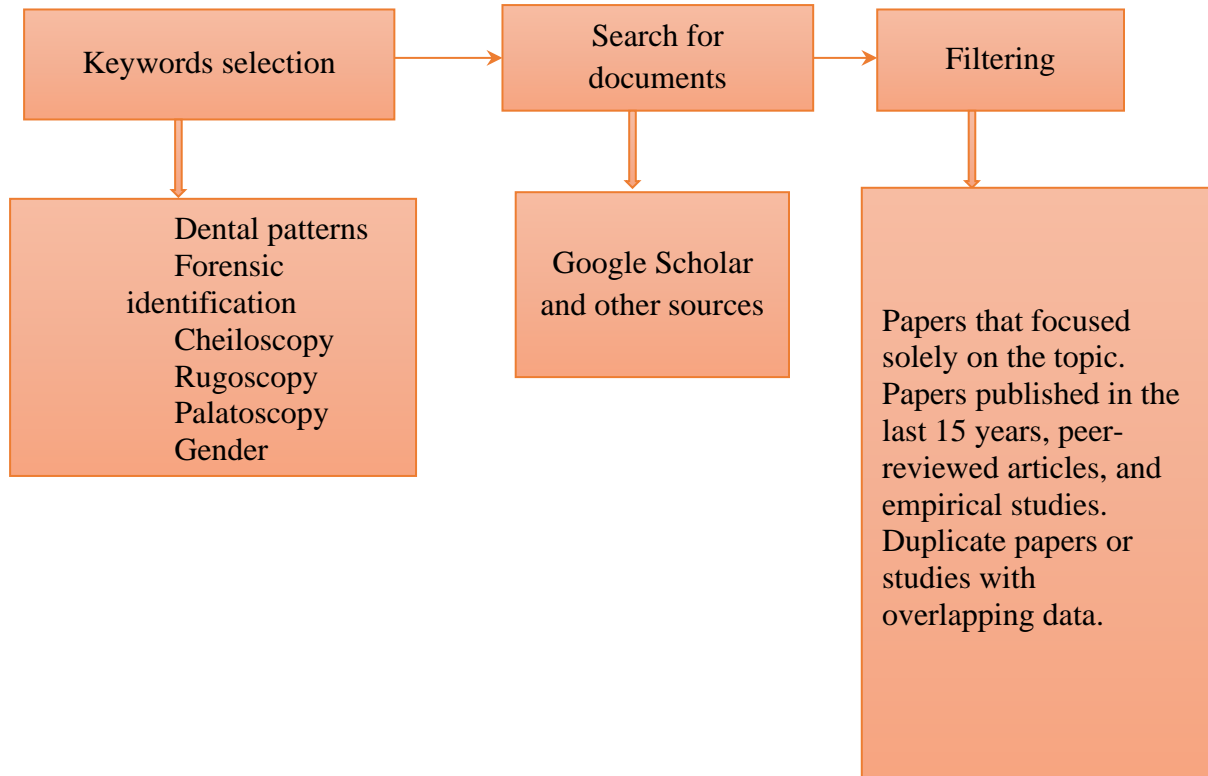 Keywords selection
Search for
documents
Filtering
Dental patterns
Forensic
identification
Cheiloscopy
Rugoscopy
Palatoscopy
Gender
Google Scholar
and other sources
Papers that focused
solely on the topic.
Papers published in the
last 15 years, peer-
reviewed articles, and
empirical studies.
Duplicate papers or
studies with
overlapping data.